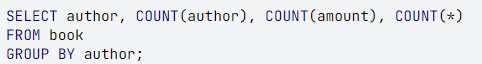 SELECT author, COUNT(author), COUNT(amount), COUNT(*)
FROM book
GROUP BY author;